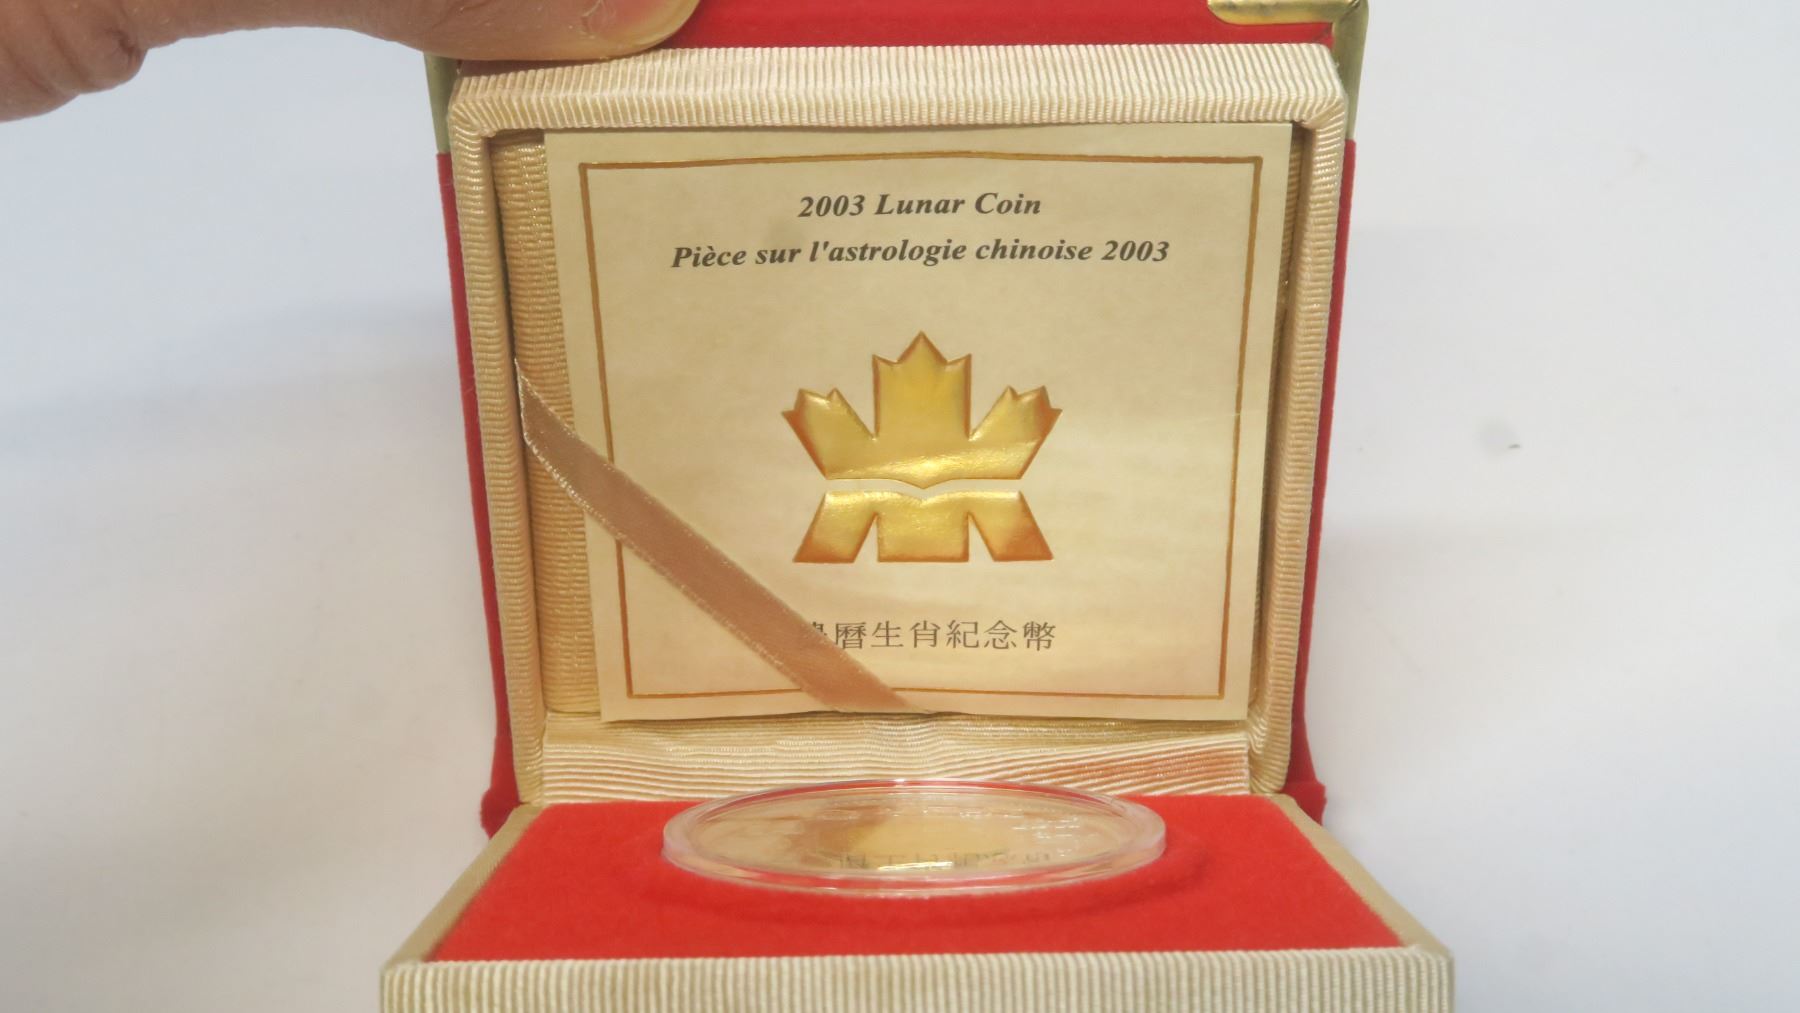 2003 Lunar Coin
Pièce sur l'astrologie chinoise 2003
曆生肖紀念幣